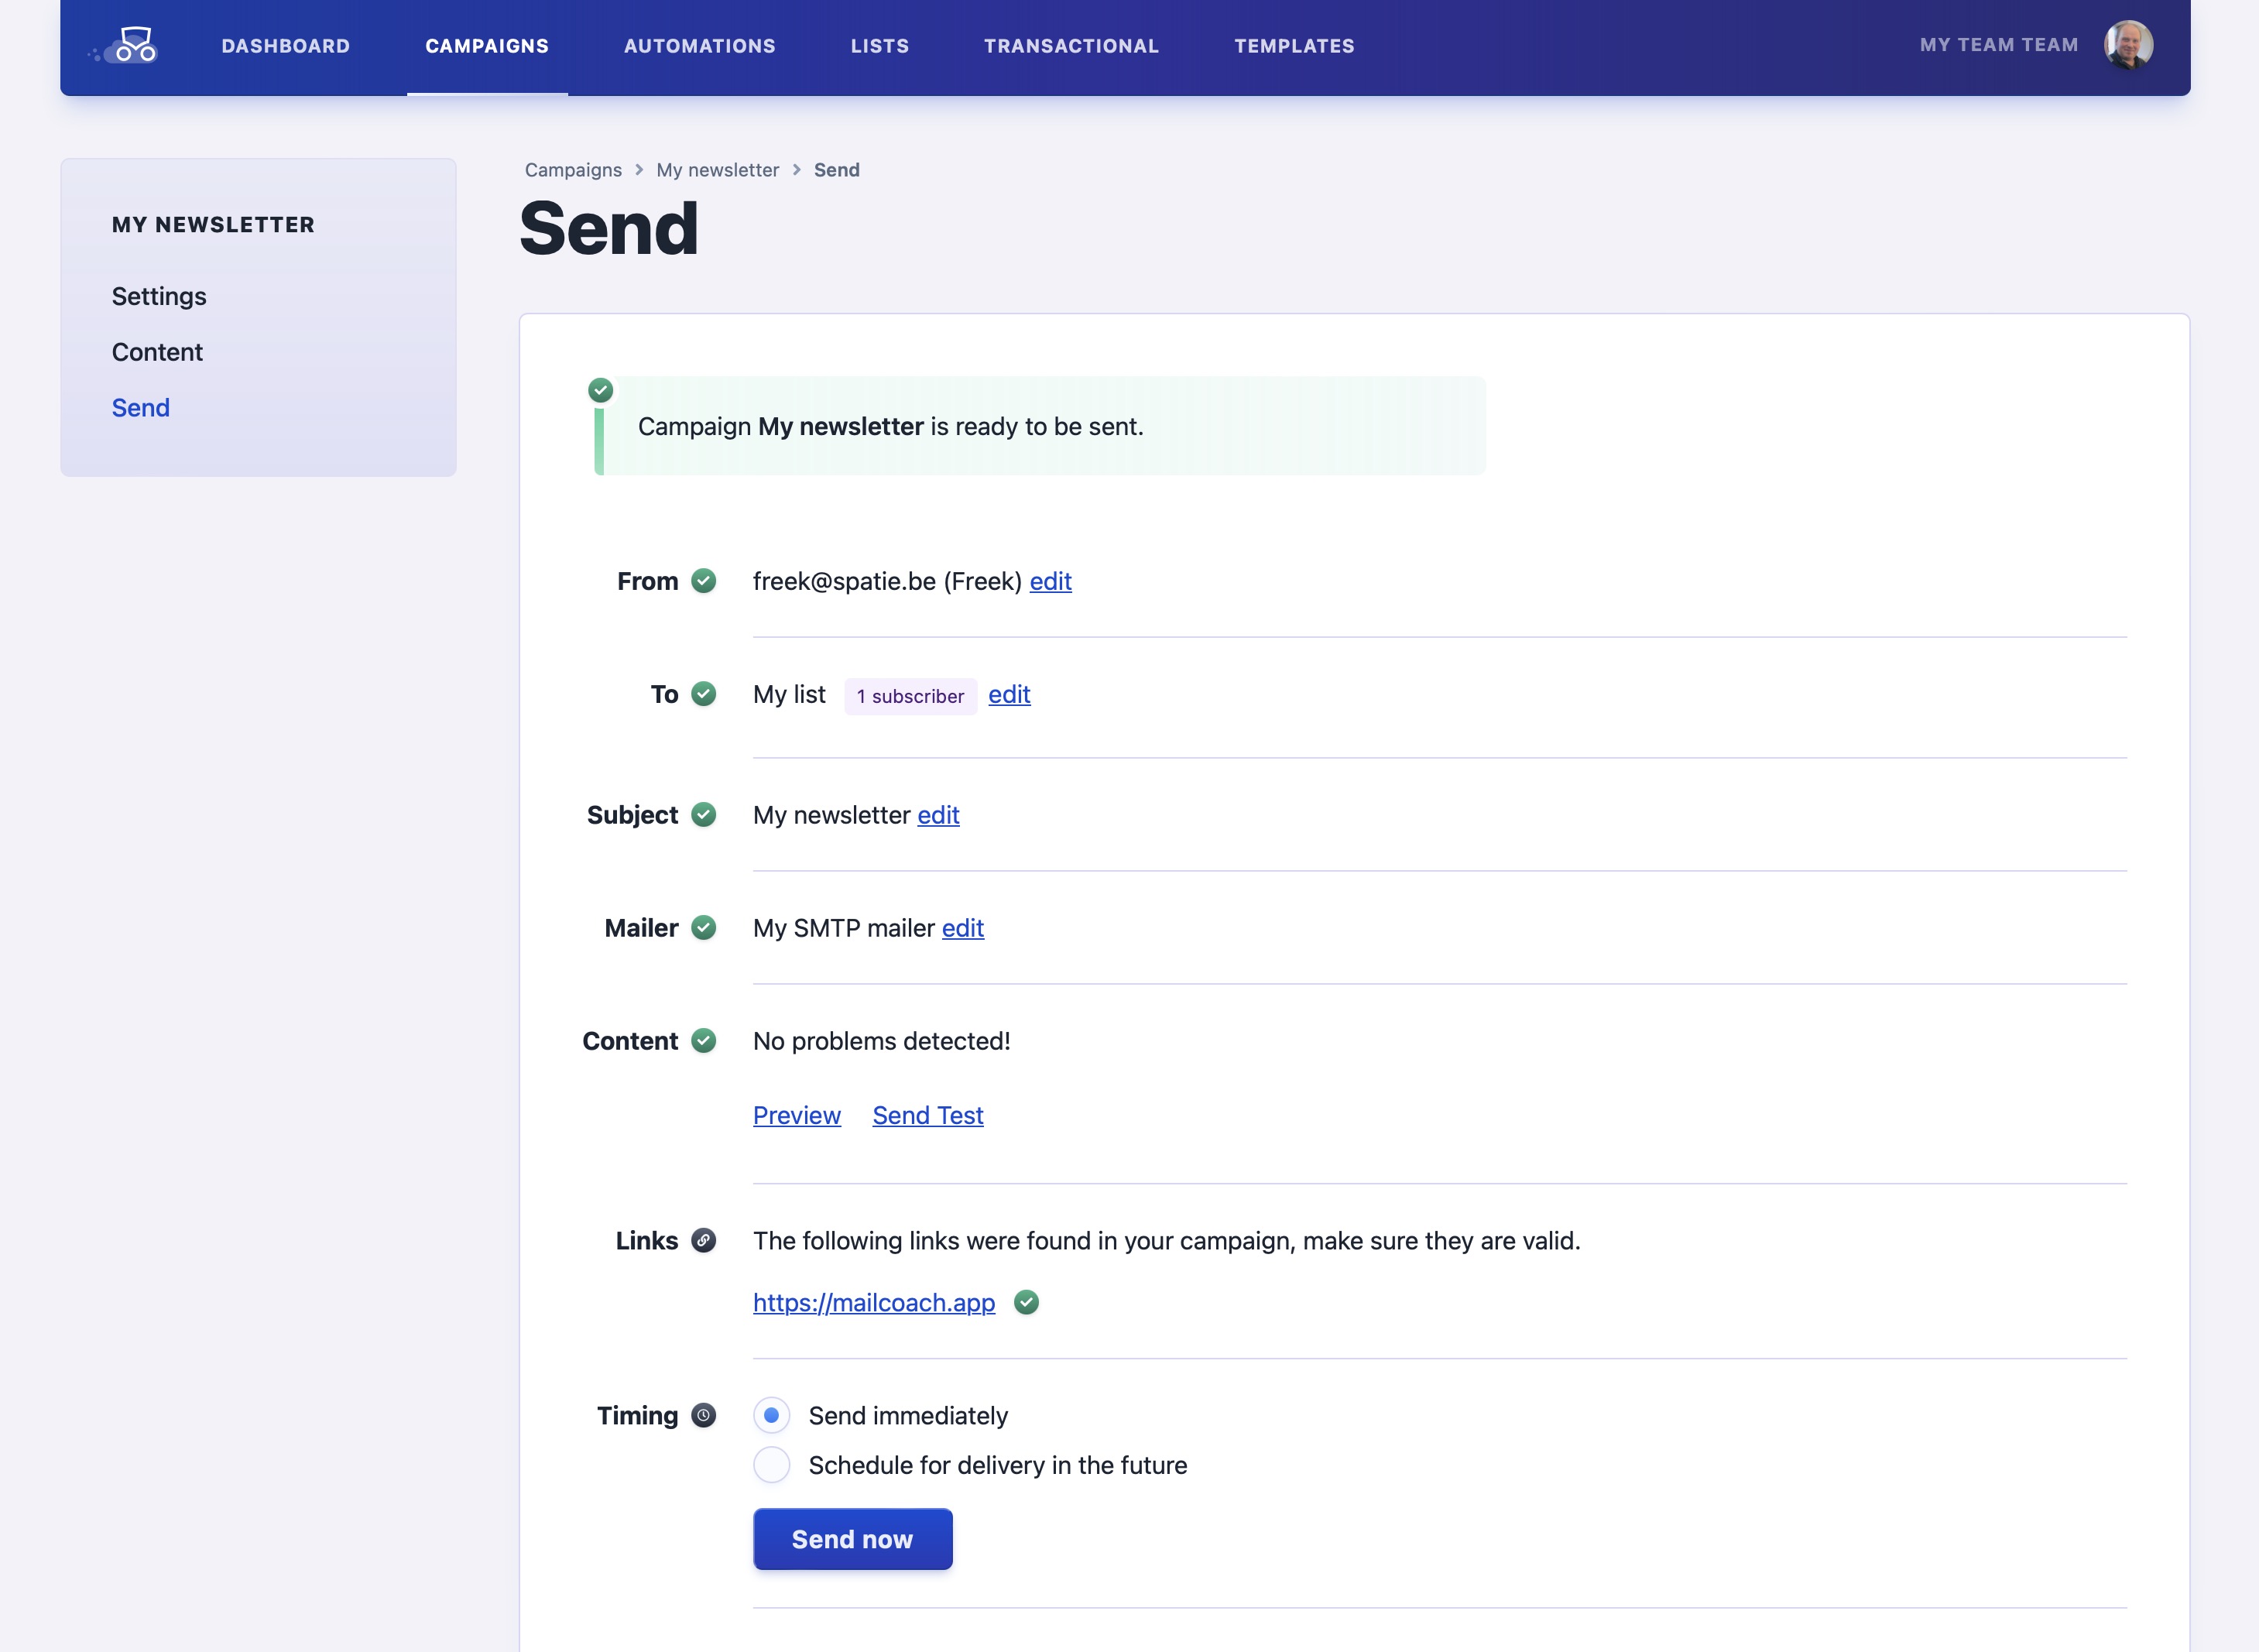 DASHBOARD CAMPAIGNS AUTOMATIONS LISTS TRANSACTIONAL TEMPLATES MY TEAM TEAM
MY NEWSLETTER
Settings
Content
Send
Campaigns > My newsletter > Send
Send
Campaign My newsletter is ready to be sent.
From freek@spatie.be (Freek) edit
To My list 1 subscriber edit
Subject My newsletter edit
Mailer My SMTP mailer edit
Content No problems detected!
Preview Send Test
Links The following links were found in your campaign, make sure they are valid.
https://mailcoach.app
Timing Send immediately
Schedule for delivery in the future
Send now